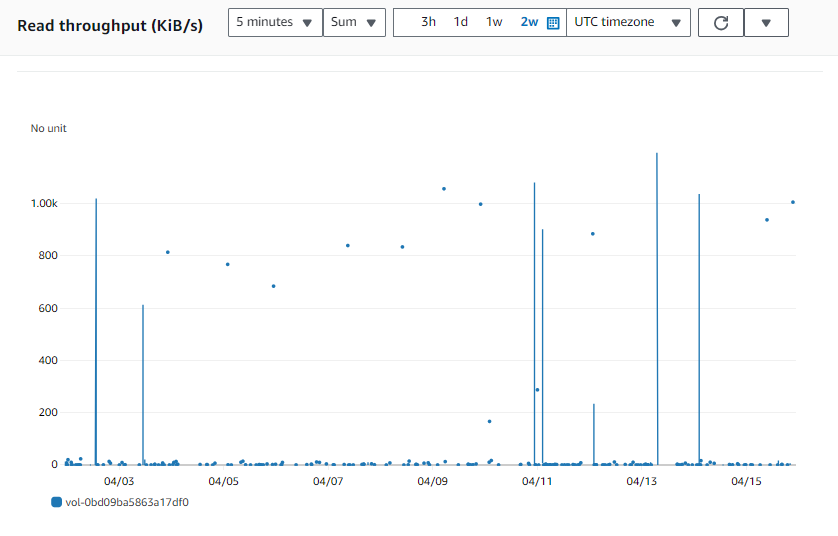 Read throughput (KiB/s)
5 minutes
Sum
3h 1d 1w 2w
UTC timezone
No unit
1.00k
800
600
400
200
0
04/03 04/05 04/07 04/09 04/11 04/13 04/15
vol-0bd09ba5863a17df0